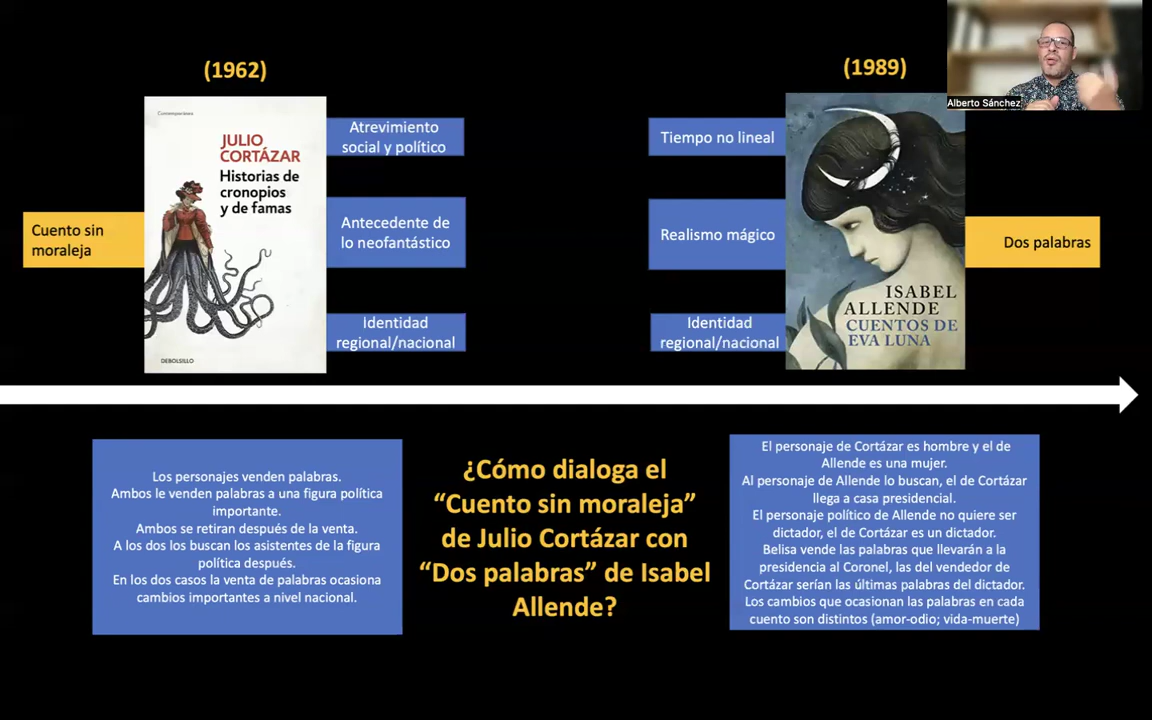 (1962)
(1989)
Alberto Sánchez
Contemporánea
JULIO
CORTÁZAR
Historias de
cronopios
y de famas
DEBOLSILLO
Cuento sin
moraleja
Atrevimiento
social y político
Antecedente de
lo neofantástico
Identidad
regional/nacional
Tiempo no lineal
Realismo mágico
Identidad
regional/nacional
ISABEL
ALLENDE
CUENTOS DE
EVA LUNA
Dos palabras
Los personajes venden palabras.
Ambos le venden palabras a una figura política
importante.
Ambos se retiran después de la venta.
A los dos los buscan los asistentes de la figura
política después.
En los dos casos la venta de palabras ocasiona
cambios importantes a nivel nacional.
¿Cómo dialoga el
“Cuento sin moraleja”
de Julio Cortázar con
“Dos palabras” de Isabel
Allende?
El personaje de Cortázar es hombre y el de
Allende es una mujer.
Al personaje de Allende lo buscan, el de Cortázar
llega a casa presidencial.
El personaje político de Allende no quiere ser
dictador, el de Cortázar es un dictador.
Belisa vende las palabras que llevarán a la
presidencia al Coronel, las del vendedor de
Cortázar serían las últimas palabras del dictador.
Los cambios que ocasionan las palabras en cada
cuento son distintos (amor-odio; vida-muerte)